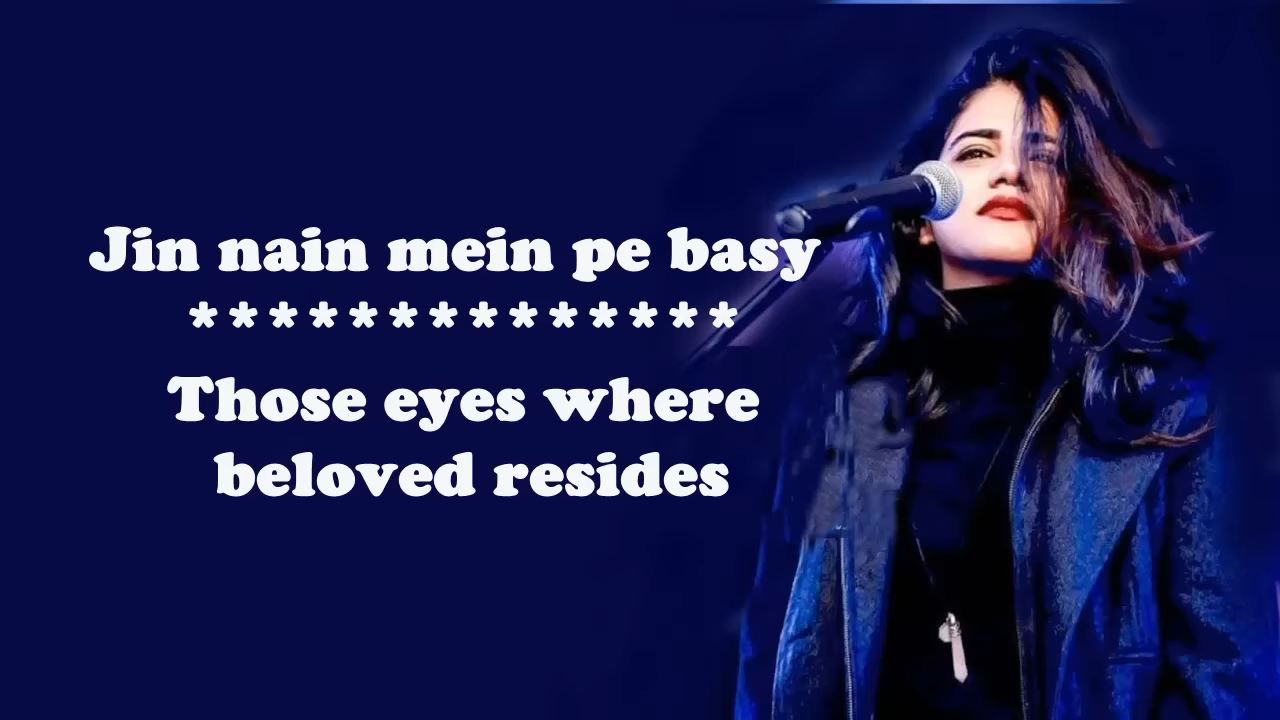 Jin nain mein pe basy
**************
Those eyes where
beloved resides